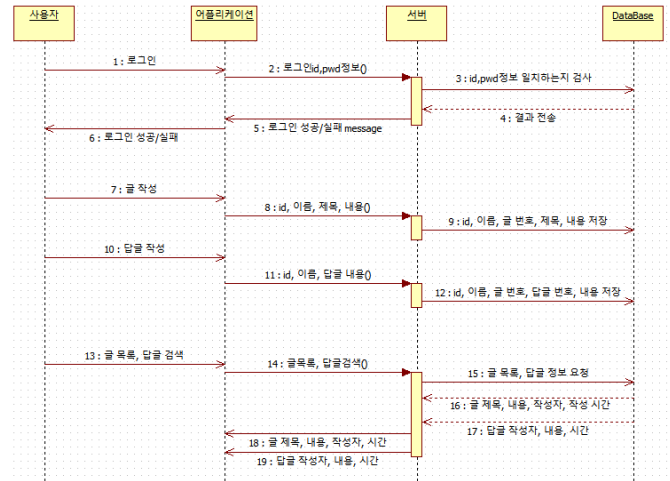 사용자
어플리케이션
서버
DataBase
1 : 로그인
2 : 로그인id,pwd정보()
3 : id,pwd정보 일치하는지 검사
4 : 결과 전송
5 : 로그인 성공/실패 message
6 : 로그인 성공/실패
7 : 글 작성
8 : id, 이름, 제목, 내용()
9 : id, 이름, 글 번호, 제목, 내용 저장
10 : 답글 작성
11 : id, 이름, 답글 내용()
12 : id, 이름, 글 번호, 답글 번호, 내용 저장
13 : 글 목록, 답글 검색
14 : 글목록, 답글검색()
15 : 글 목록, 답글 정보 요청
16 : 글 제목, 내용, 작성자, 작성 시간
17 : 답글 작성자, 내용, 시간
18 : 글 제목, 내용, 작성자, 시간
19 : 답글 작성자, 내용, 시간